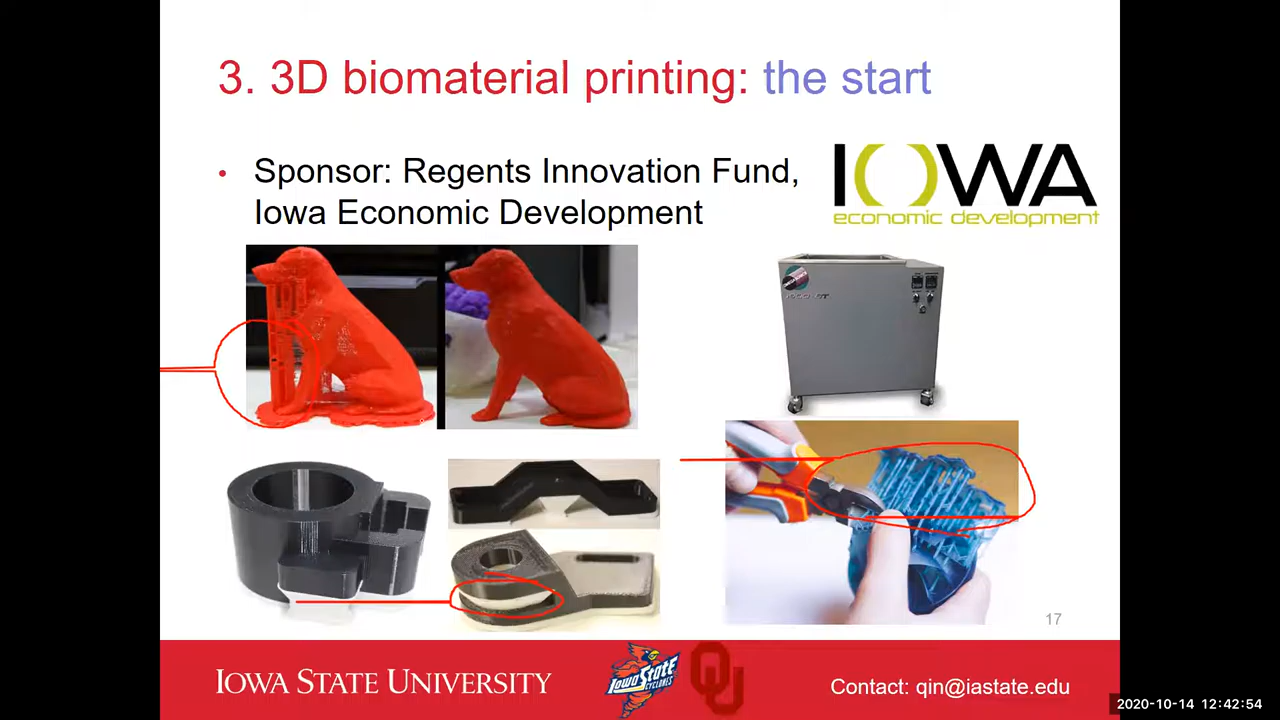 3. 3D biomaterial printing: the start
• Sponsor: Regents Innovation Fund,
Iowa Economic Development
IOWA
economic development
17
IOWA STATE UNIVERSITY
IOWA STATE
CYCLONES
OU
Contact: qin@iastate.edu
2020-10-14 12:42:54